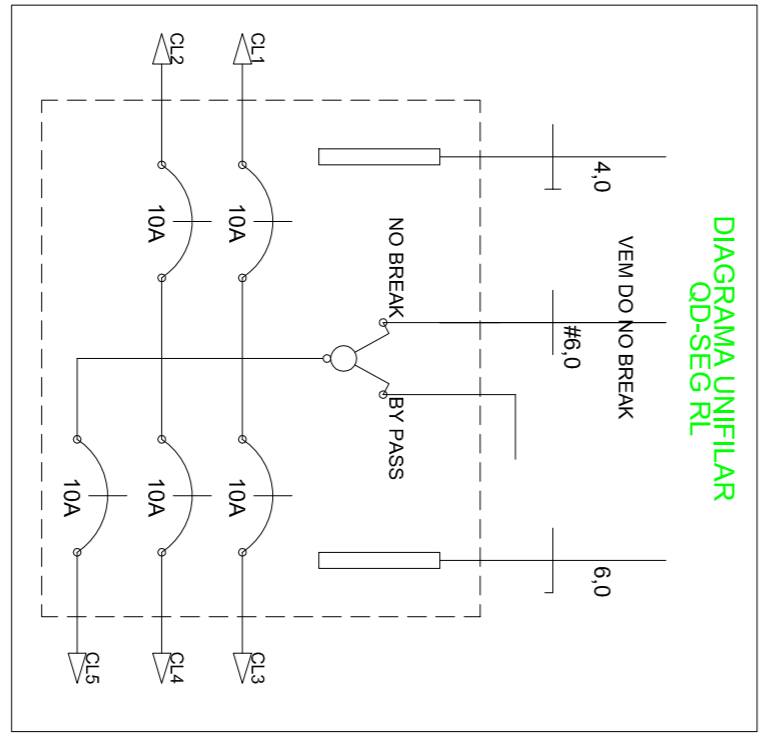 DIAGRAMA UNIFILAR
QD-SEG RL
4,0
VEM DO NO BREAK
#6,0
6,0
NO BREAK
BY PASS
CL1
10A
10A
CL3
CL2
10A
10A
CL4
10A
CL5